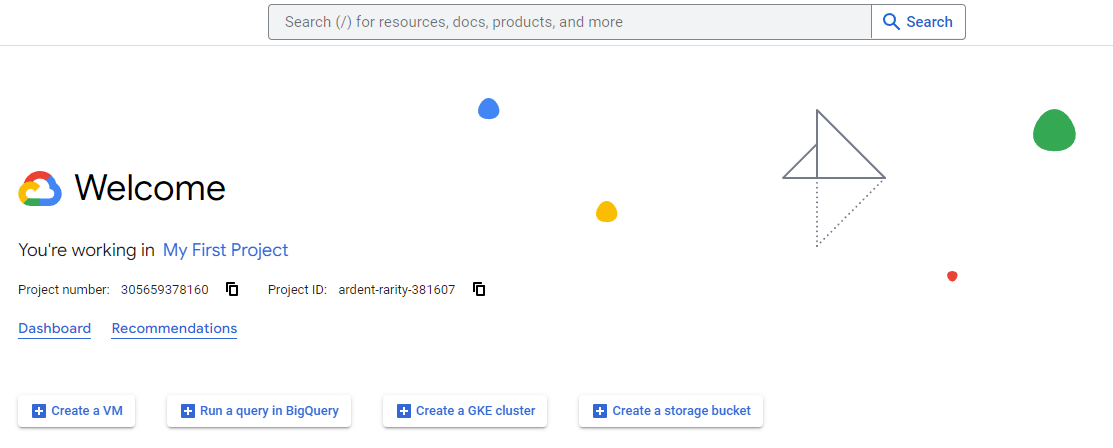 Search (/) for resources, docs, products, and more
Search
Welcome
You're working in My First Project
Project number: 305659378160 Project ID: ardent-rarity-381607
Dashboard Recommendations
Create a VM Run a query in BigQuery Create a GKE cluster Create a storage bucket